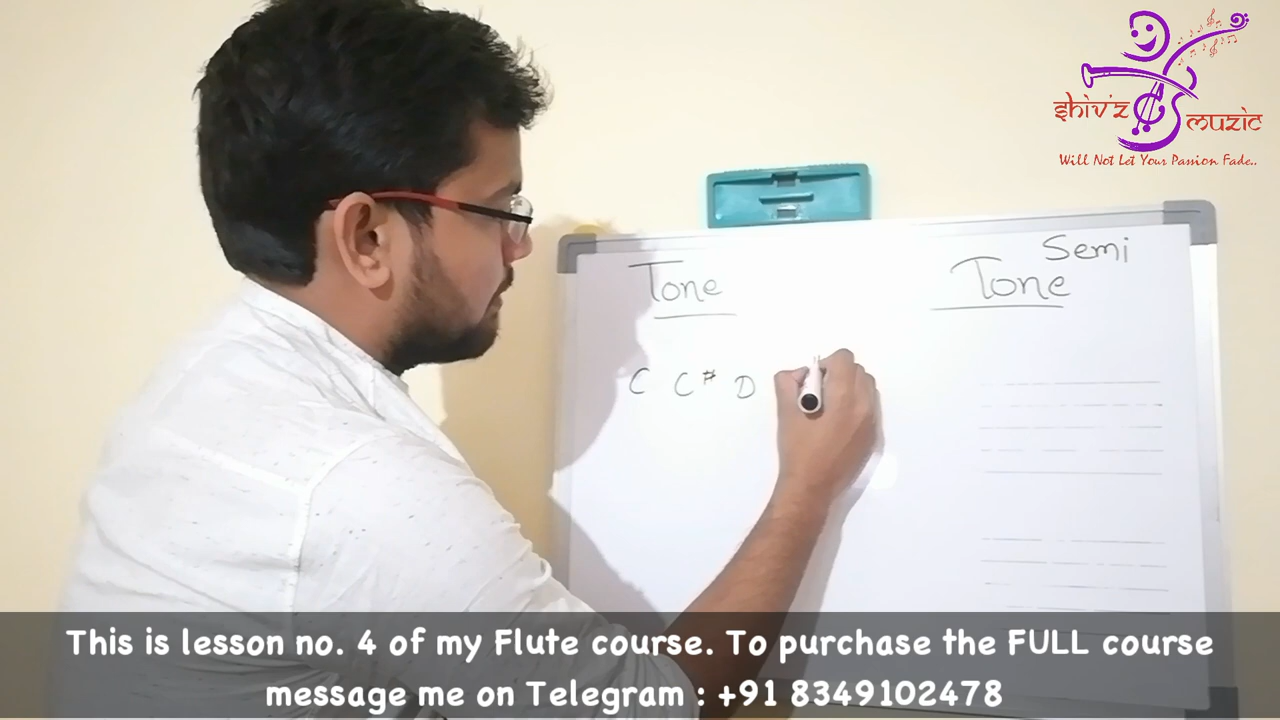 Shiv'z muzic
Will Not Let Your Passion Fade..
Semi
Tone
Tone
C C# D
This is lesson no. 4 of my Flute course. To purchase the FULL course
message me on Telegram : +91 8349102478